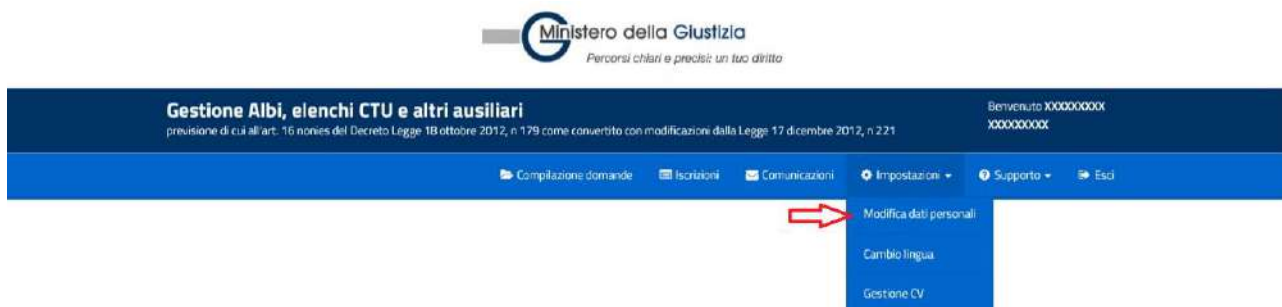 Ministero della Giustizia
Percorsi chiari e precisi: un tuo diritto
Gestione Albi, elenchi CTU e altri ausiliari
previsione di cui all'art. 16 nonies del Decreto Legge 18 ottobre 2012, n 179 come convertito con modificazioni dalla Legge 17 dicembre 2012, n 221
Benvenuto XXXXXXXXX
XXXXXXXXX
Compilazione domande Iscrizioni Comunicazioni Impostazioni Supporto Esci
Modifica dati personali
Cambio lingua
Gestione CV